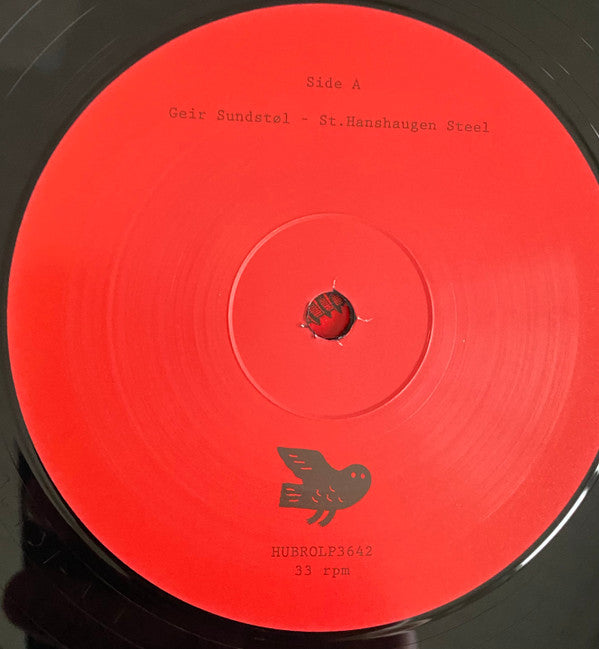 Side A
Geir Sundstøl - St.Hanshaugen Steel
HUBROLP3642
33 rpm